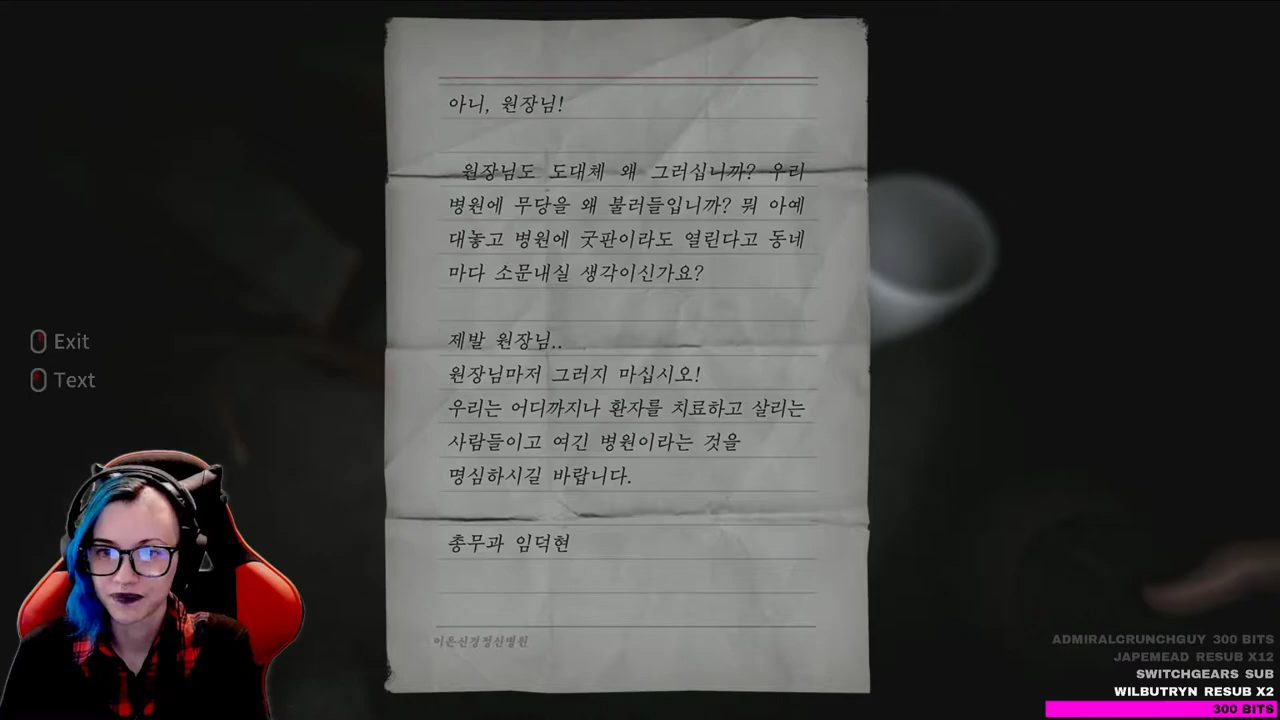 아니, 원장님!
원장님도 도대체 왜 그러십니까? 우리
병원에 무당을 왜 불러들입니까? 뭐 아예
대놓고 병원에 굿판이라도 열린다고 동네
마다 소문내실 생각이신가요?
제발 원장님..
원장님마저 그러지 마십시오!
우리는 어디까지나 환자를 치료하고 살리는
사람들이고 여긴 병원이라는 것을
명심하시길 바랍니다.
총무과 임덕현
이온신경정신병원
Exit
Text
ADMIRALCRUNCHGUY 300 BITS
JAPEMEAD RESUB X12
SWITCHGEARS SUB
WILBUTRYN RESUB X2
300 BITS